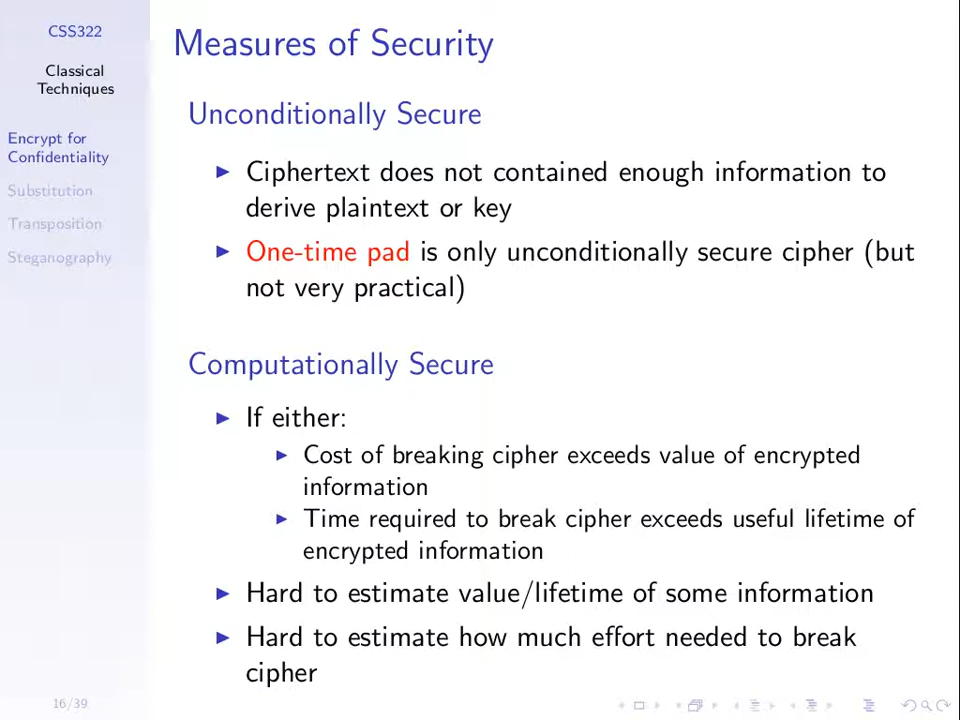 CSS322
Classical
Techniques
Encrypt for
Confidentiality
Substitution
Transposition
Steganography
16/39
Measures of Security
Unconditionally Secure
Ciphertext does not contained enough information to
derive plaintext or key
One-time pad is only unconditionally secure cipher (but
not very practical)
Computationally Secure
If either:
Cost of breaking cipher exceeds value of encrypted
information
Time required to break cipher exceeds useful lifetime of
encrypted information
Hard to estimate value/lifetime of some information
Hard to estimate how much effort needed to break
cipher